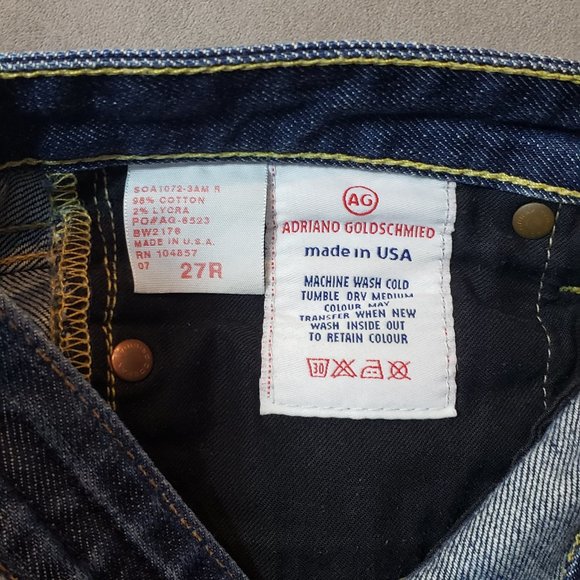 SOA1072-3AM R
98% COTTON
2% LYCRA
PO#AG-6523
BW2178
MADE IN U.S.A.
RN 104857
07
27R
AG
ADRIANO GOLDSCHMIED
made in USA
MACHINE WASH COLD
TUMBLE DRY MEDIUM
COLOUR MAY
TRANSFER WHEN NEW
WASH INSIDE OUT
TO RETAIN COLOUR
30